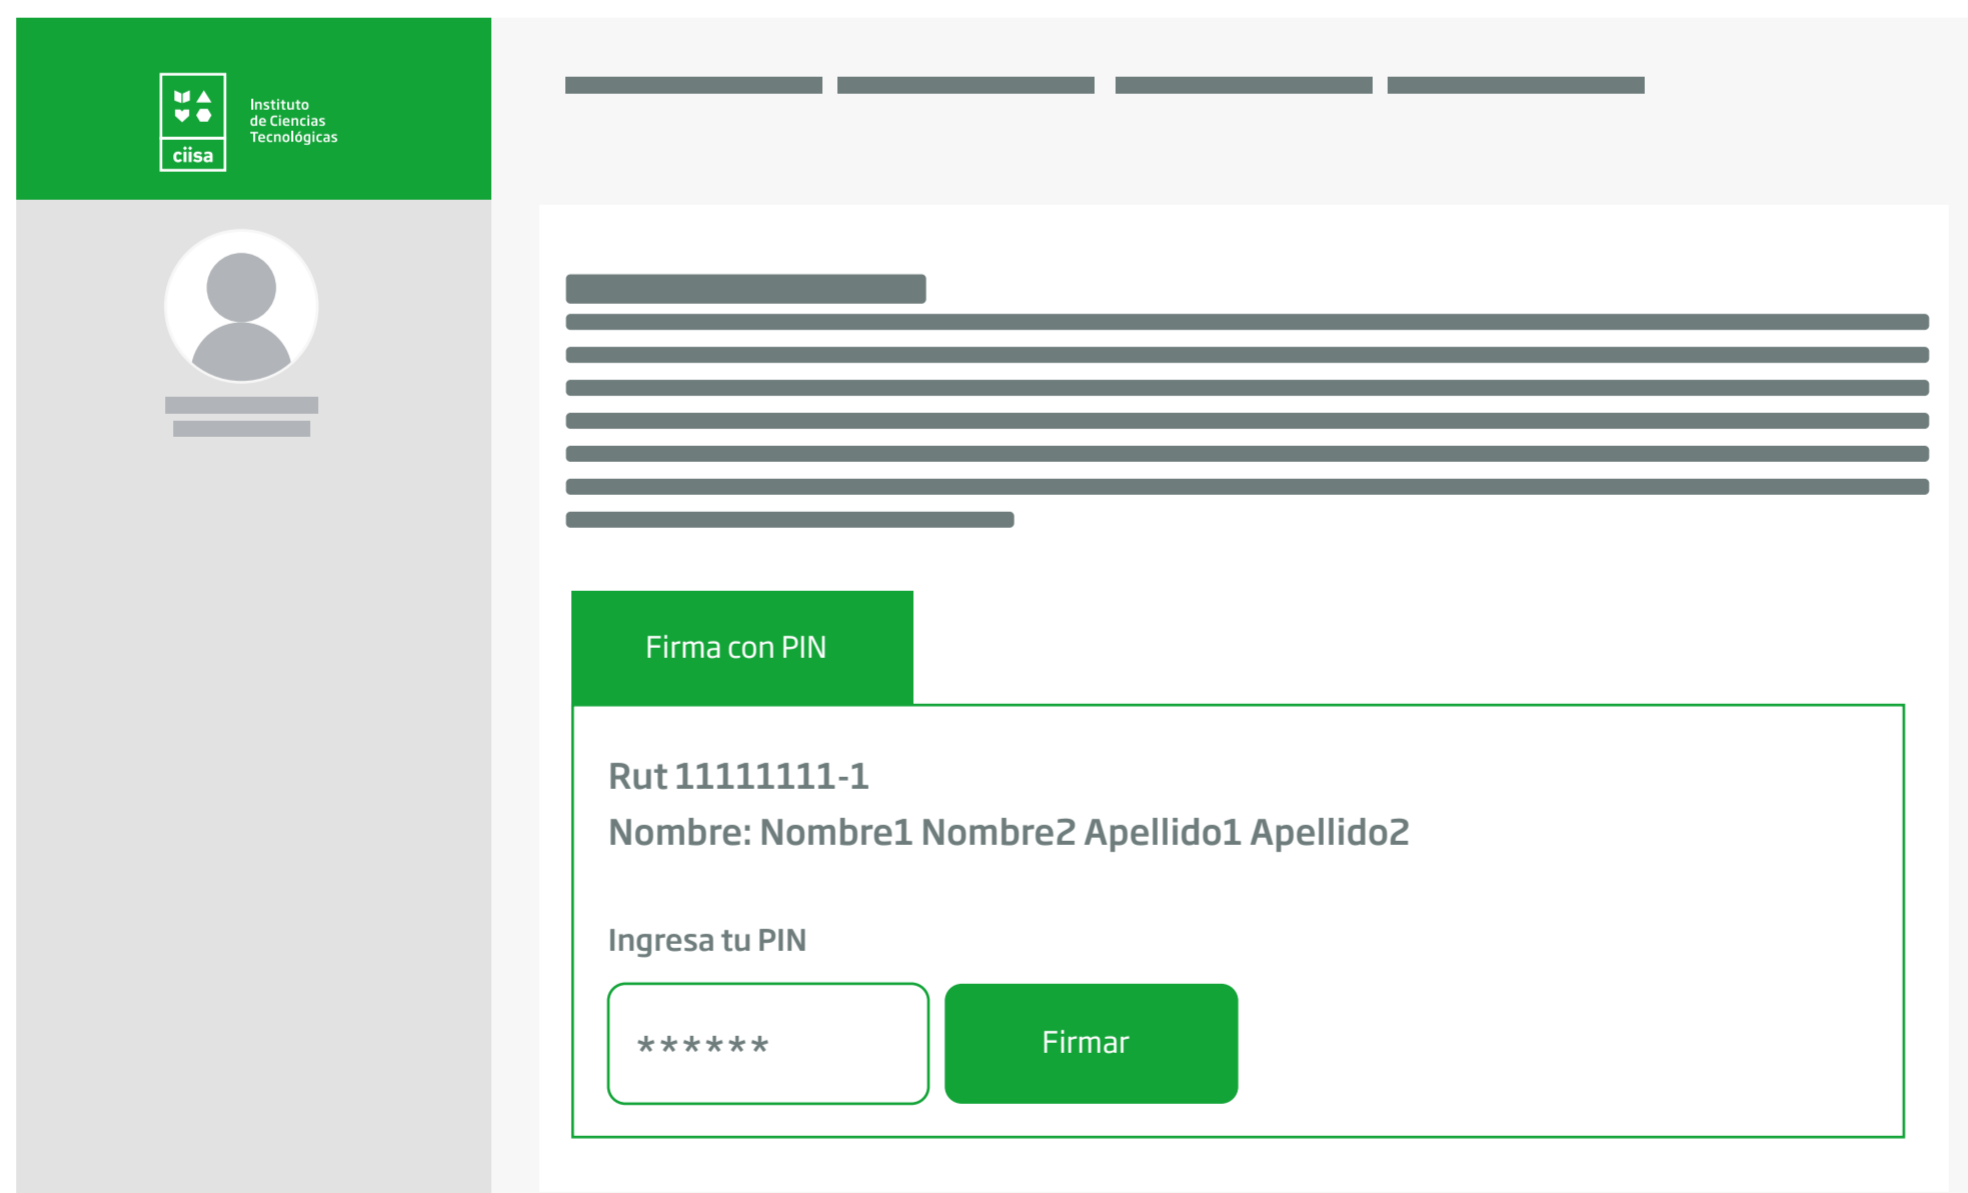 Instituto
de Ciencias
Tecnológicas
ciisa
Firma con PIN
Rut 11111111-1
Nombre: Nombre1 Nombre2 Apellido1 Apellido2
Ingresa tu PIN
******
Firmar